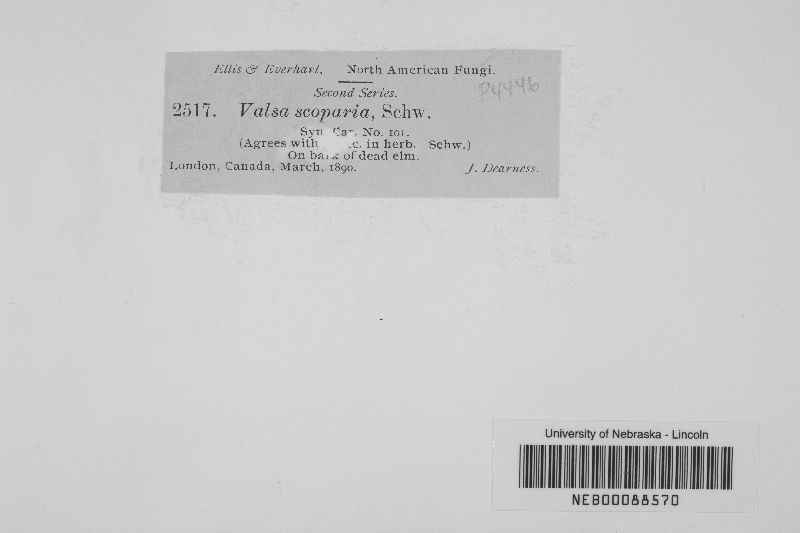 Ellis & Everhart, North American Fungi.
Second Series.
P4446
2517. Valsa scoparia, Schw.
Syn Car. No. 101.
(Agrees with c. in herb. Schw.)
On bark of dead elm.
London, Canada, March, 1890. J. Dearness.
University of Nebraska - Lincoln
NEB00088570